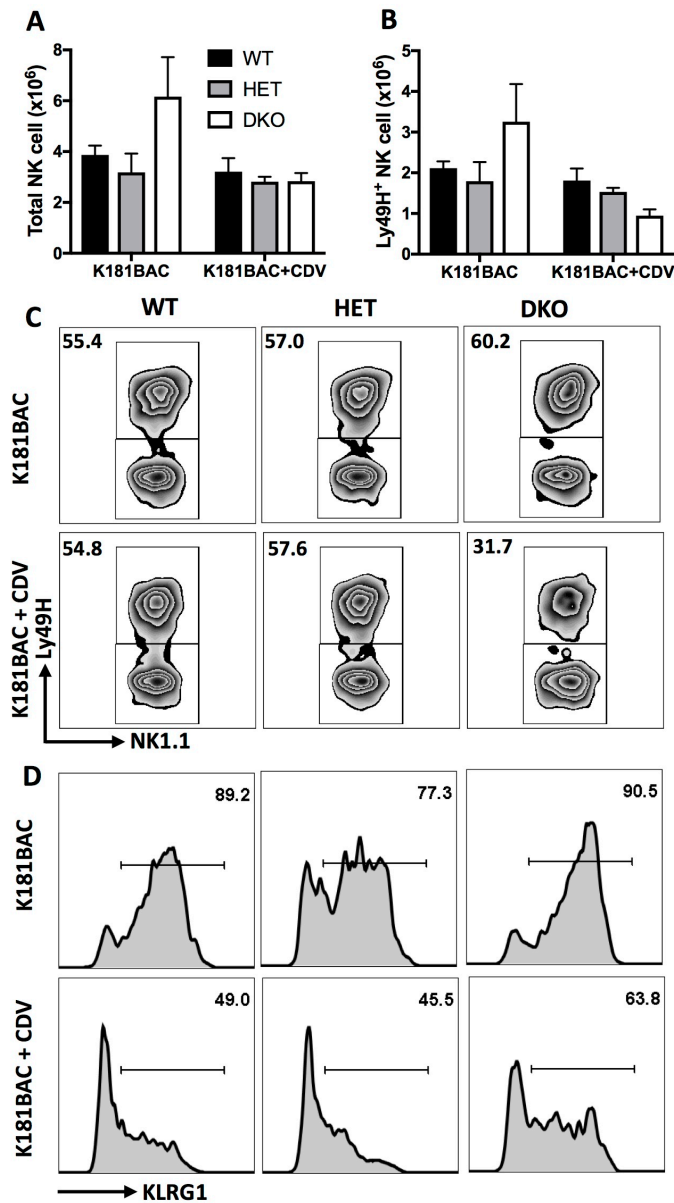 A
Total NK cell (x10⁶)
8
6
4
2
0
K181BAC
K181BAC+CDV
WT
HET
DKO
B
Ly49H⁺ NK cell (x10⁶)
5
4
3
2
1
0
K181BAC
K181BAC+CDV
C
WT
HET
DKO
K181BAC
55.4
57.0
60.2
K181BAC + CDV
54.8
57.6
31.7
Ly49H
NK1.1
D
K181BAC
89.2
77.3
90.5
K181BAC + CDV
49.0
45.5
63.8
KLRG1